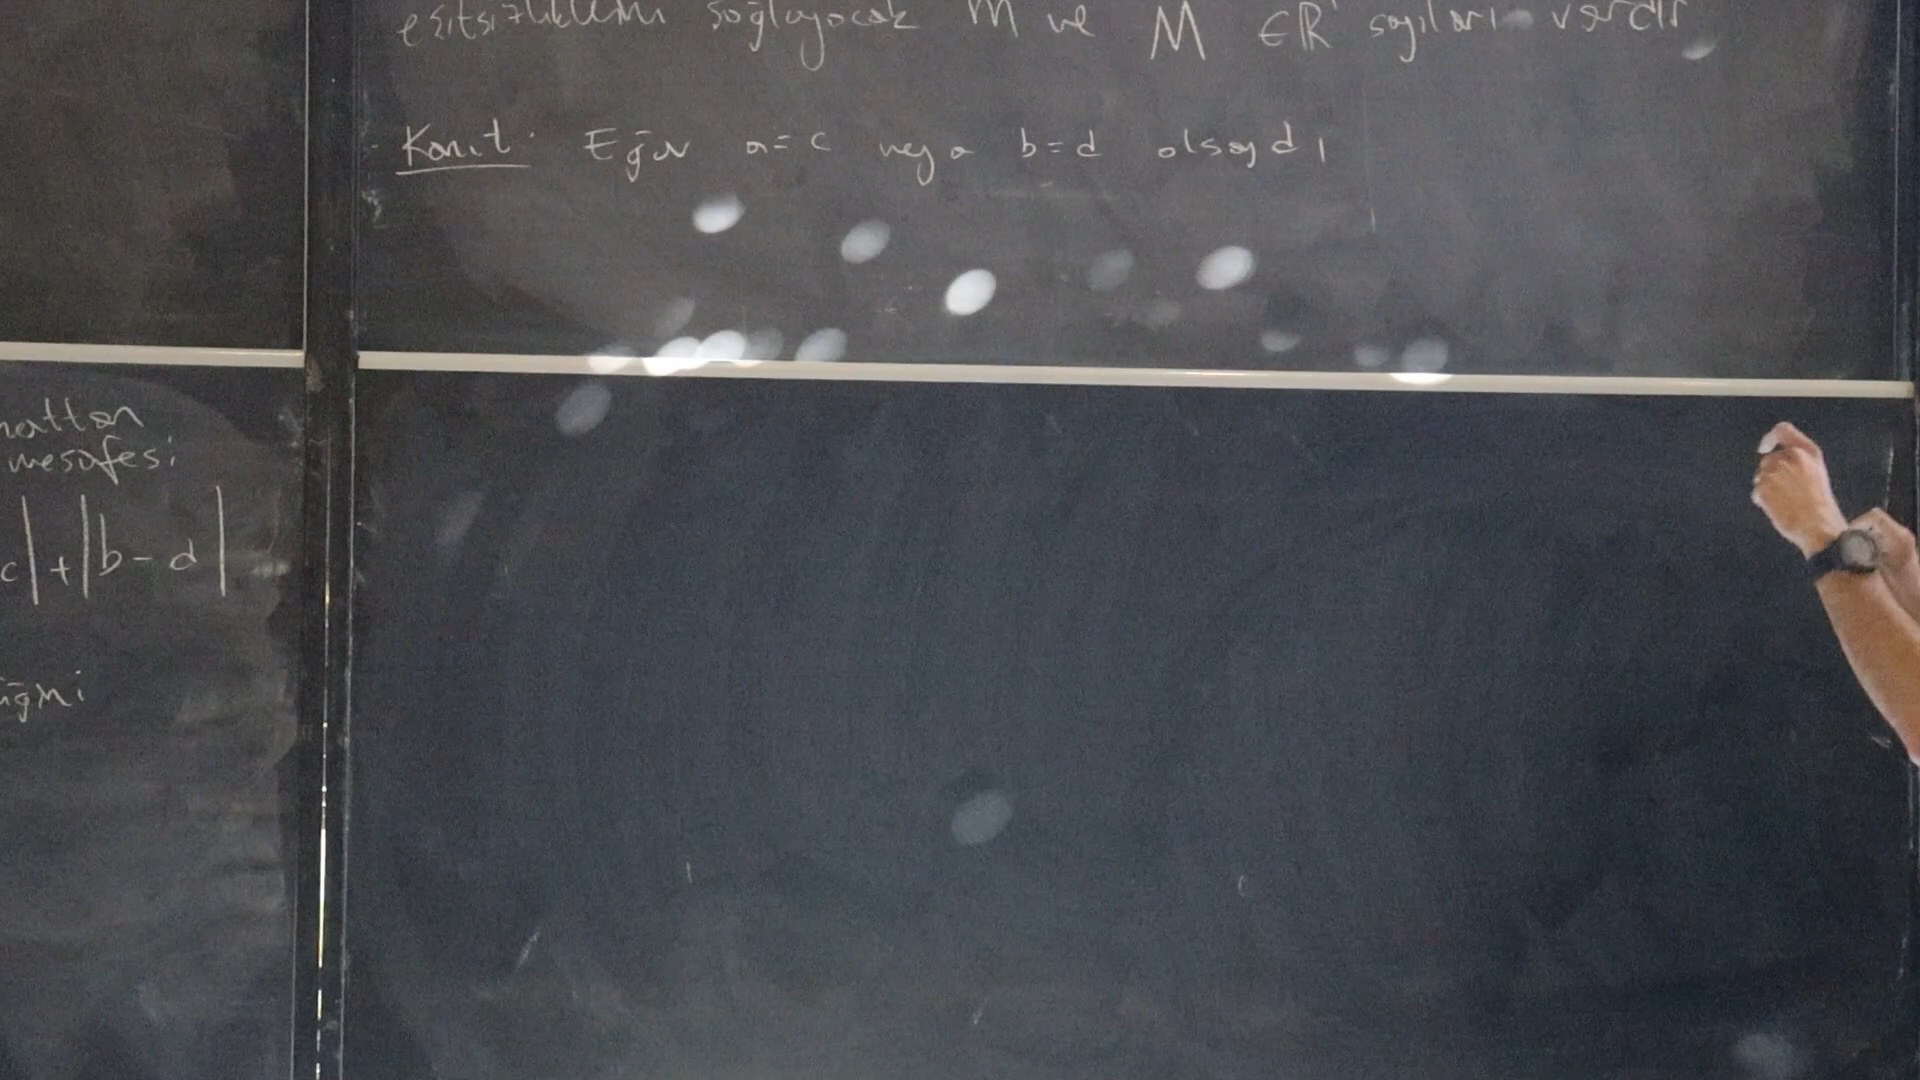 mesafesi
c|+|b-d|
eşitsizliklerini sağlayacak m ve M ∈ℝ sayıları vardır
Kanıt: Eğer a=c veya b=d olsaydı